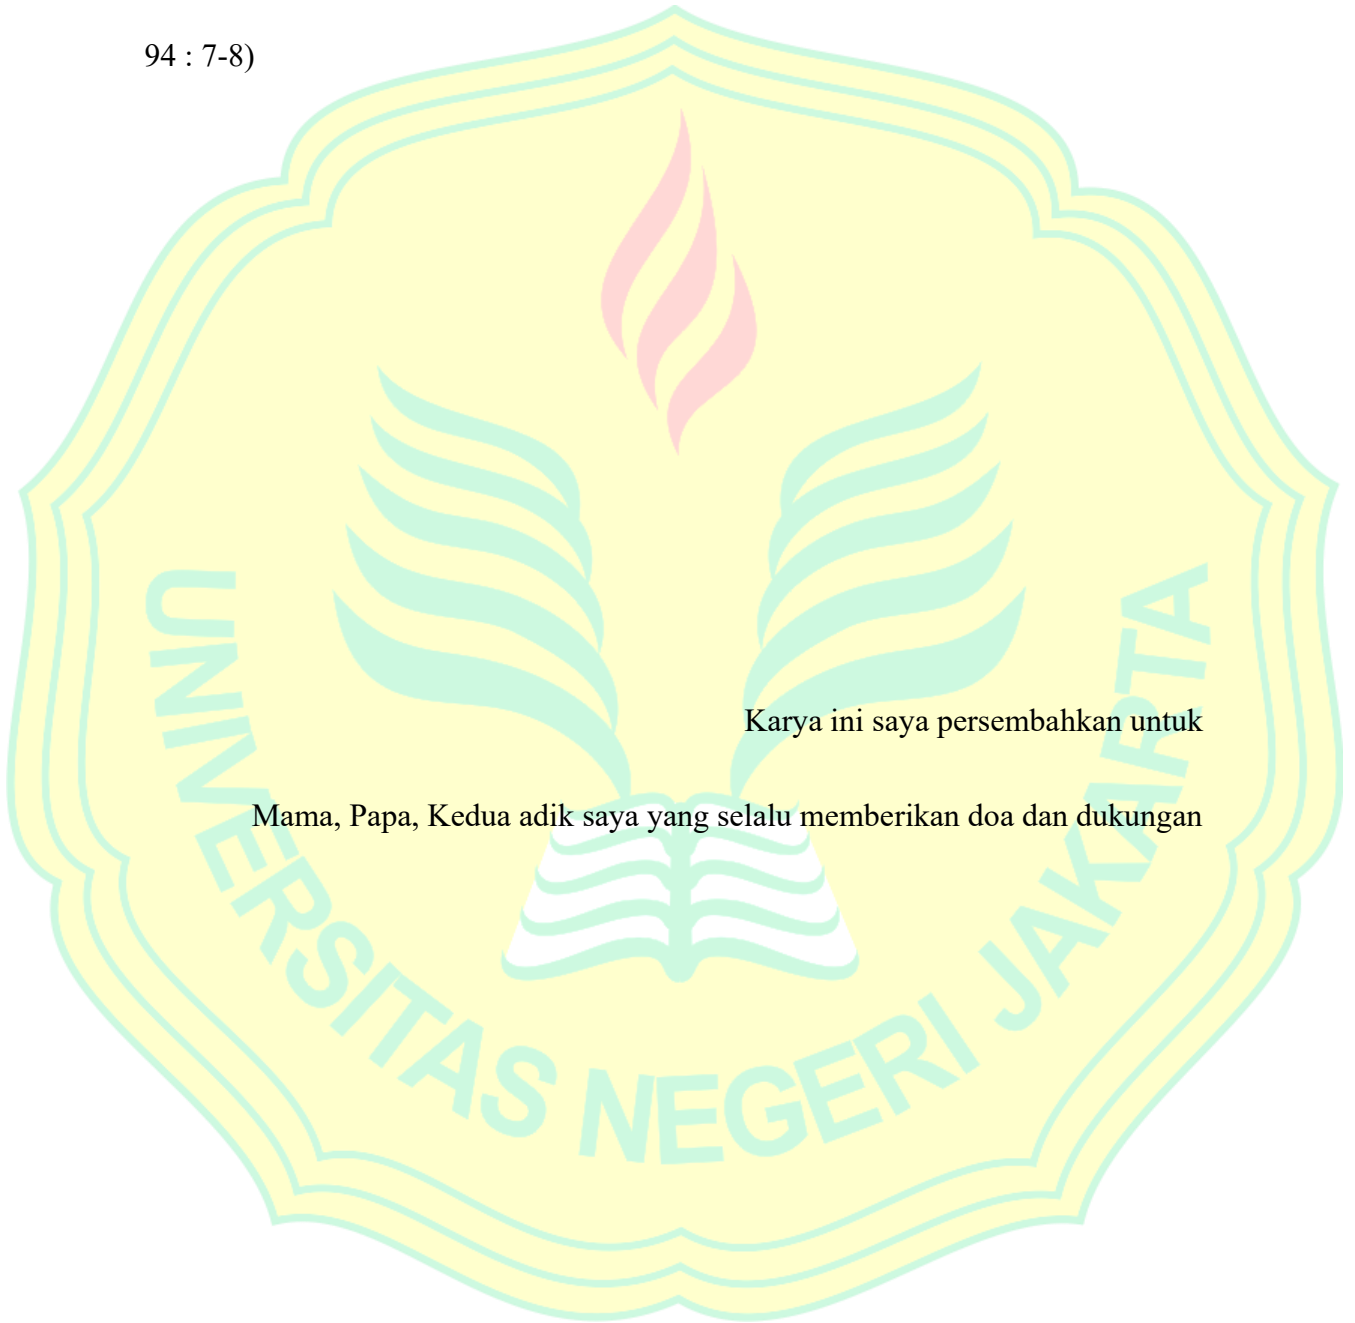 94 : 7-8)
Karya ini saya persembahkan untuk
Mama, Papa, Kedua adik saya yang selalu memberikan doa dan dukungan
UNIVERSITAS NEGERI JAKARTA